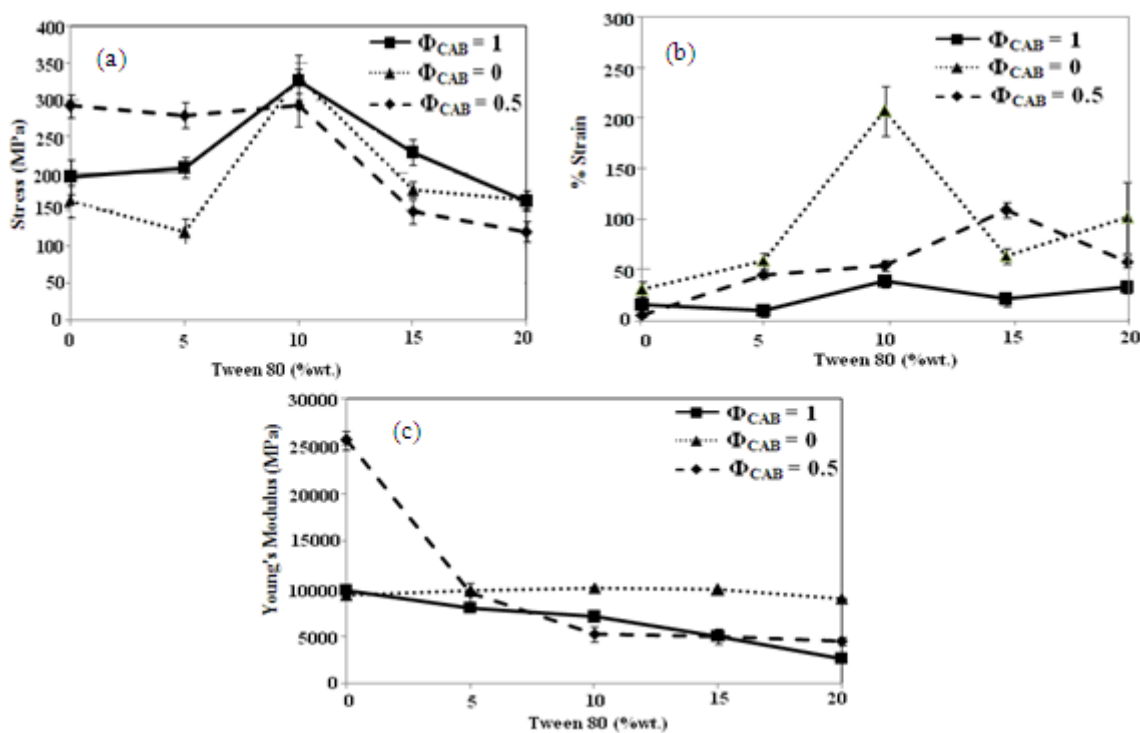 (a)
ΦCAB = 1
ΦCAB = 0
ΦCAB = 0.5
Stress (MPa)
400
350
300
250
200
150
100
50
0
0 5 10 15 20
Tween 80 (%wt.)
(b)
ΦCAB = 1
ΦCAB = 0
ΦCAB = 0.5
% Strain
300
250
200
150
100
50
0
0 5 10 15 20
Tween 80 (%wt.)
(c)
ΦCAB = 1
ΦCAB = 0
ΦCAB = 0.5
Young's Modulus (MPa)
30000
25000
20000
15000
10000
5000
0
0 5 10 15 20
Tween 80 (%wt.)